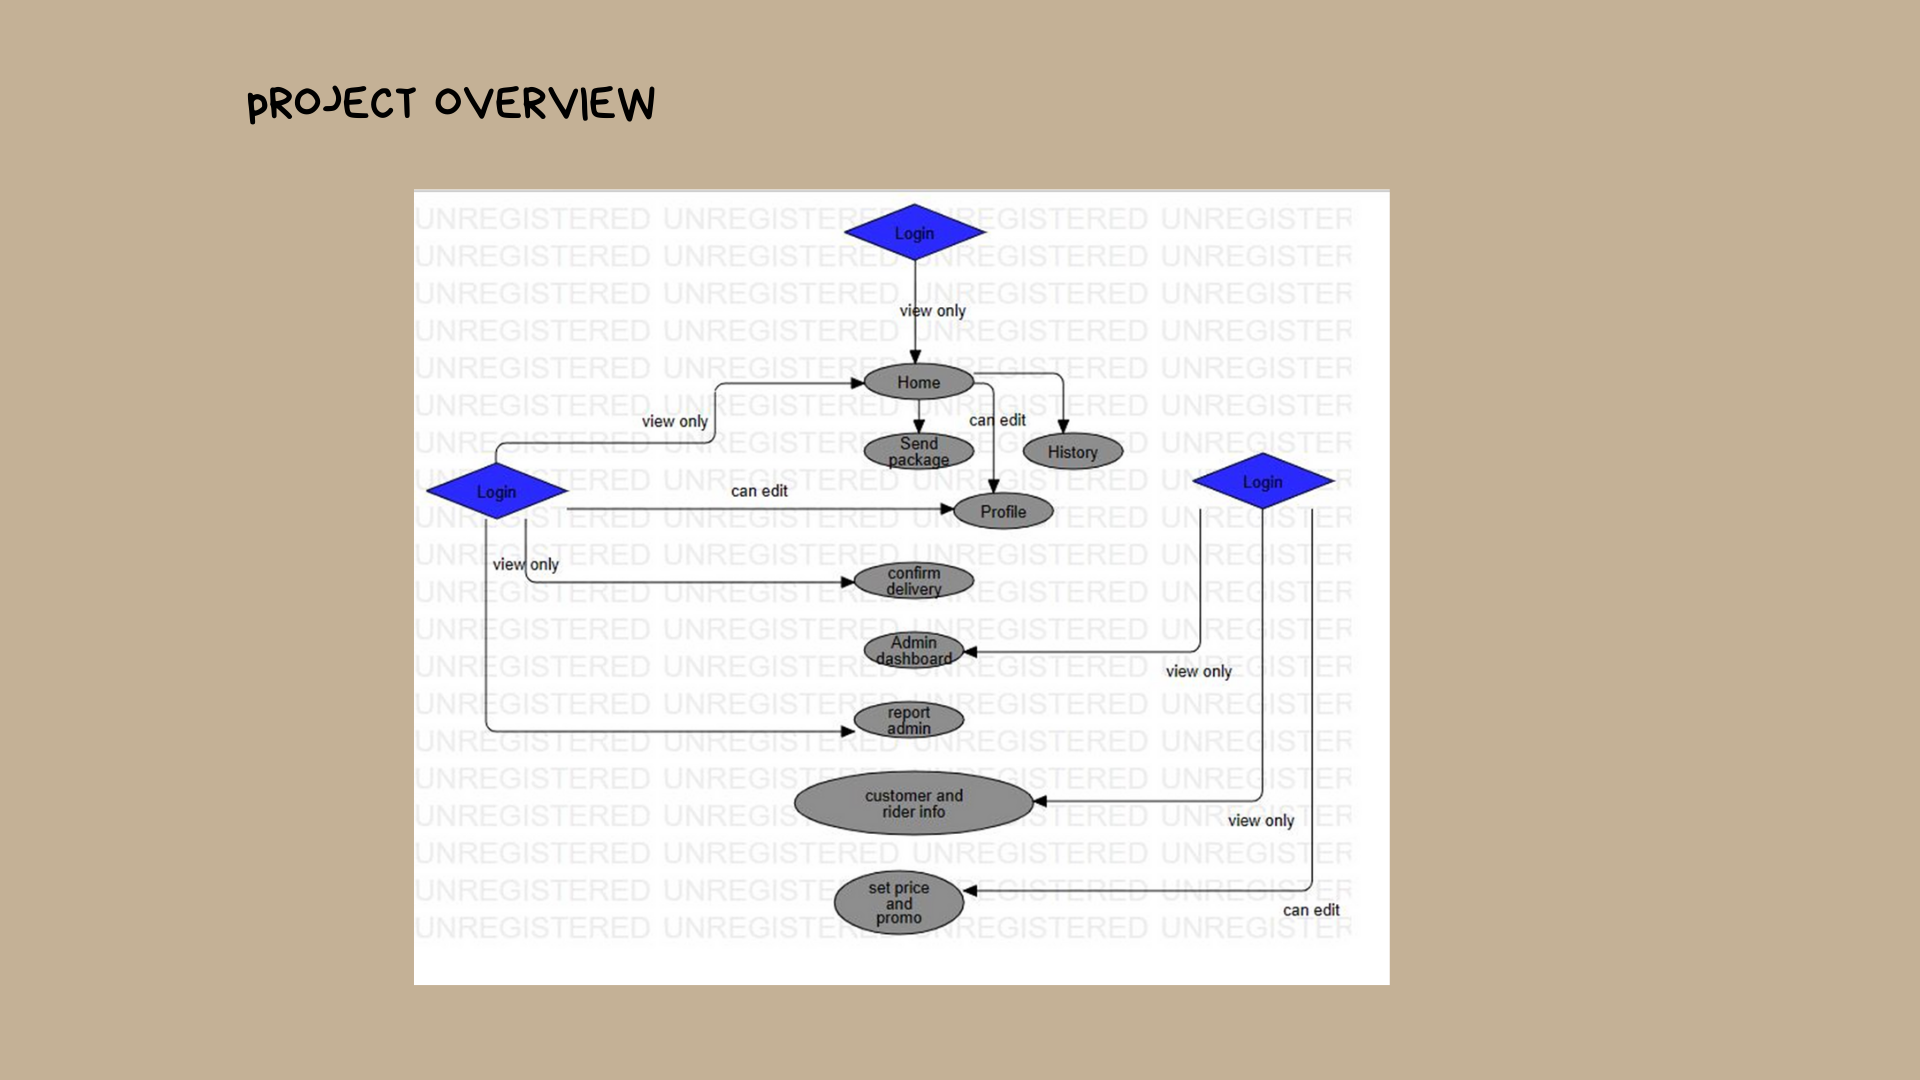 pROJECT OVERVIEW
UNREGISTERED UNREGISTERED UNREGISTERED UNREGISTER
Login
view only
Home
view only
can edit
Send
package
History
Login
can edit
Login
Profile
view only
confirm
delivery
Admin
dashboard
view only
report
admin
customer and
rider info
view only
set price
and
promo
can edit